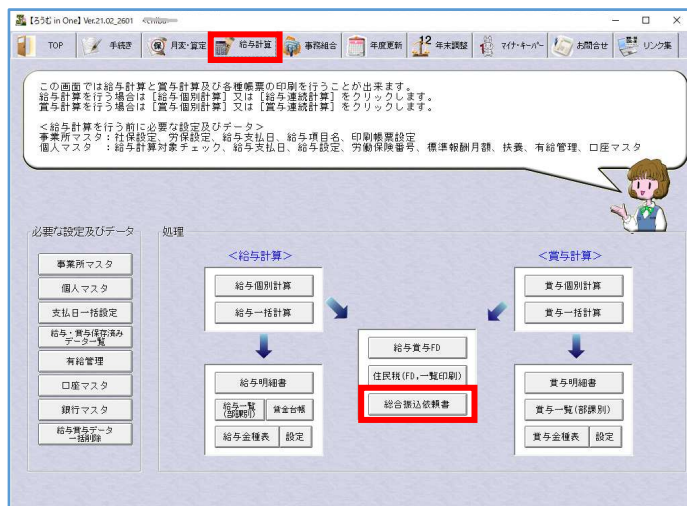 【ろうむ in One】 Ver.21.02_2601
TOP
手続き
月変・算定
給与計算
事務組合
年度更新
12 年末調整
マイナ・キーパー
お問合せ
リンク集
この画面では給与計算と賞与計算及び各種帳票の印刷を行うことが出来ます。
給与計算を行う場合は［給与個別計算］又は［給与連続計算］をクリックします。
賞与計算を行う場合は［賞与個別計算］又は［賞与連続計算］をクリックします。
＜給与計算を行う前に必要な設定及びデータ＞
事業所マスタ：社保設定、労保設定、給与支払日、給与項目名、印刷帳票設定
個人マスタ ：給与計算対象チェック、給与支払日、給与設定、労働保険番号、標準報酬月額、扶養、有給管理、口座マスタ
必要な設定及びデータ
事業所マスタ
個人マスタ
支払日一括設定
給与・賞与保存済み
データ一覧
有給管理
口座マスタ
銀行マスタ
給与賞与データ
一括削除
処理
＜給与計算＞
給与個別計算
給与一括計算
給与明細書
給与一覧
(部課別)
賃金台帳
給与金種表
設定
給与賞与FD
住民税(FD,一覧印刷)
総合振込依頼書
＜賞与計算＞
賞与個別計算
賞与一括計算
賞与明細書
賞与一覧(部課別)
賞与金種表
設定